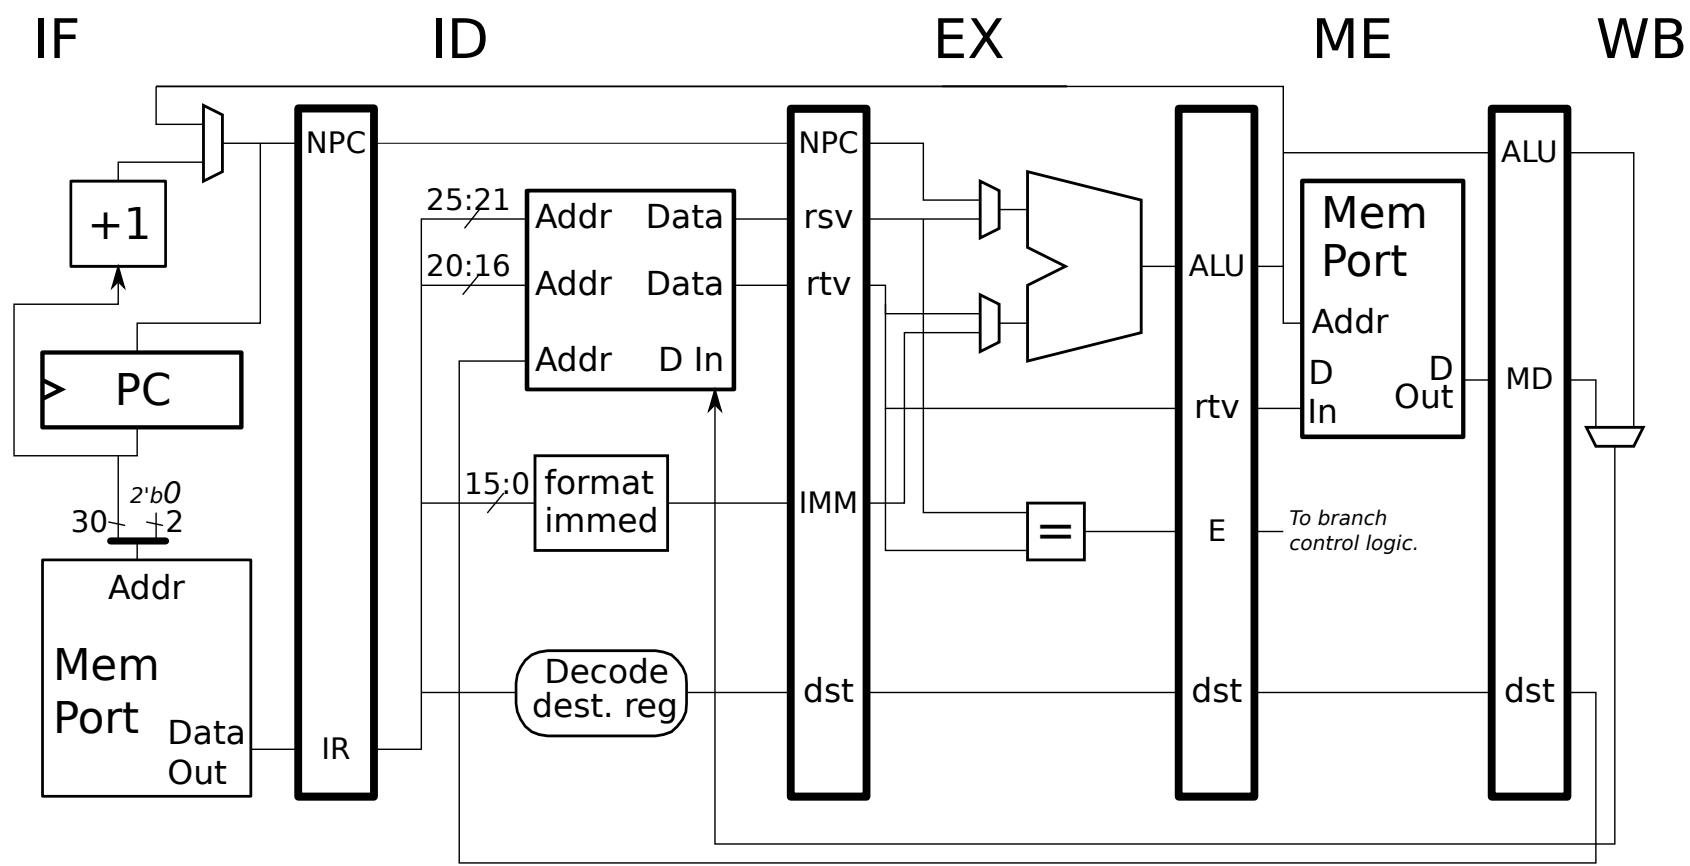 IF ID EX ME WB
NPC
NPC
ALU
+1
25:21
Addr Data
rsv
Mem
Port
20:16
Addr Data
rtv
ALU
Addr
Addr D In
PC
D
In
D
Out
MD
rtv
2'b0
30 2
15:0
format
immed
IMM
E
To branch
control logic.
Addr
Mem
Port
Data
Out
IR
Decode
dest. reg
dst
dst
dst
=